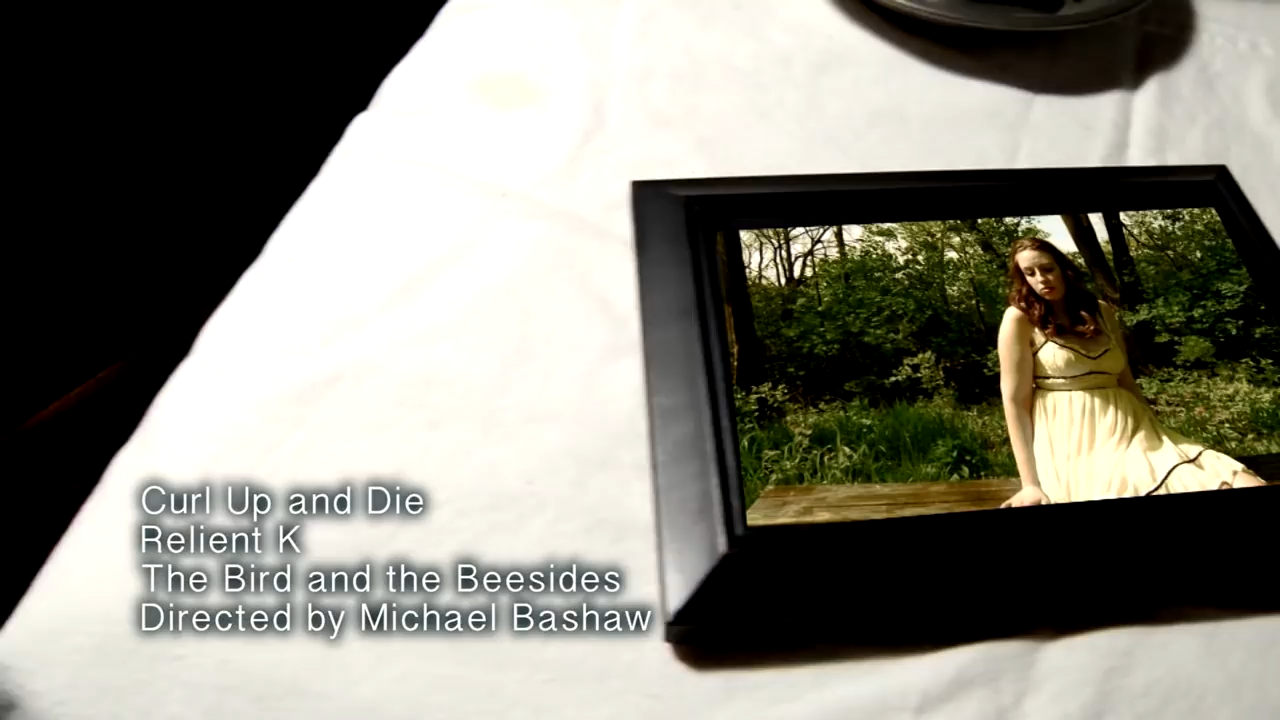 Curl Up and Die
Relient K
The Bird and the Beesides
Directed by Michael Bashaw